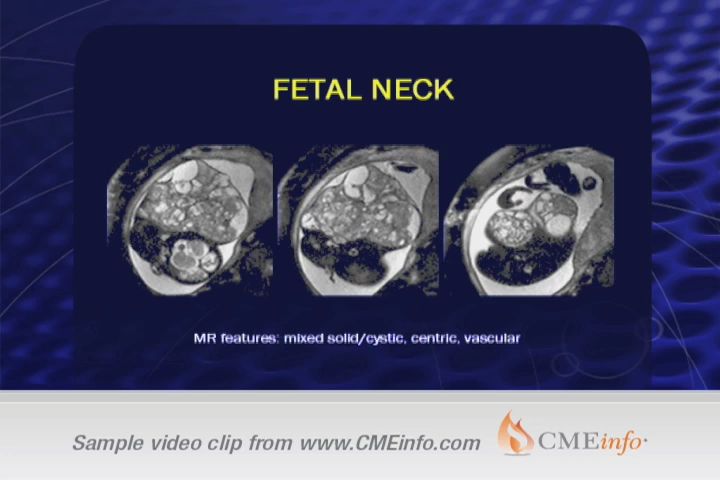 FETAL NECK
MR features: mixed solid/cystic, centric, vascular
Sample video clip from www.CMEinfo.com
CMEinfo